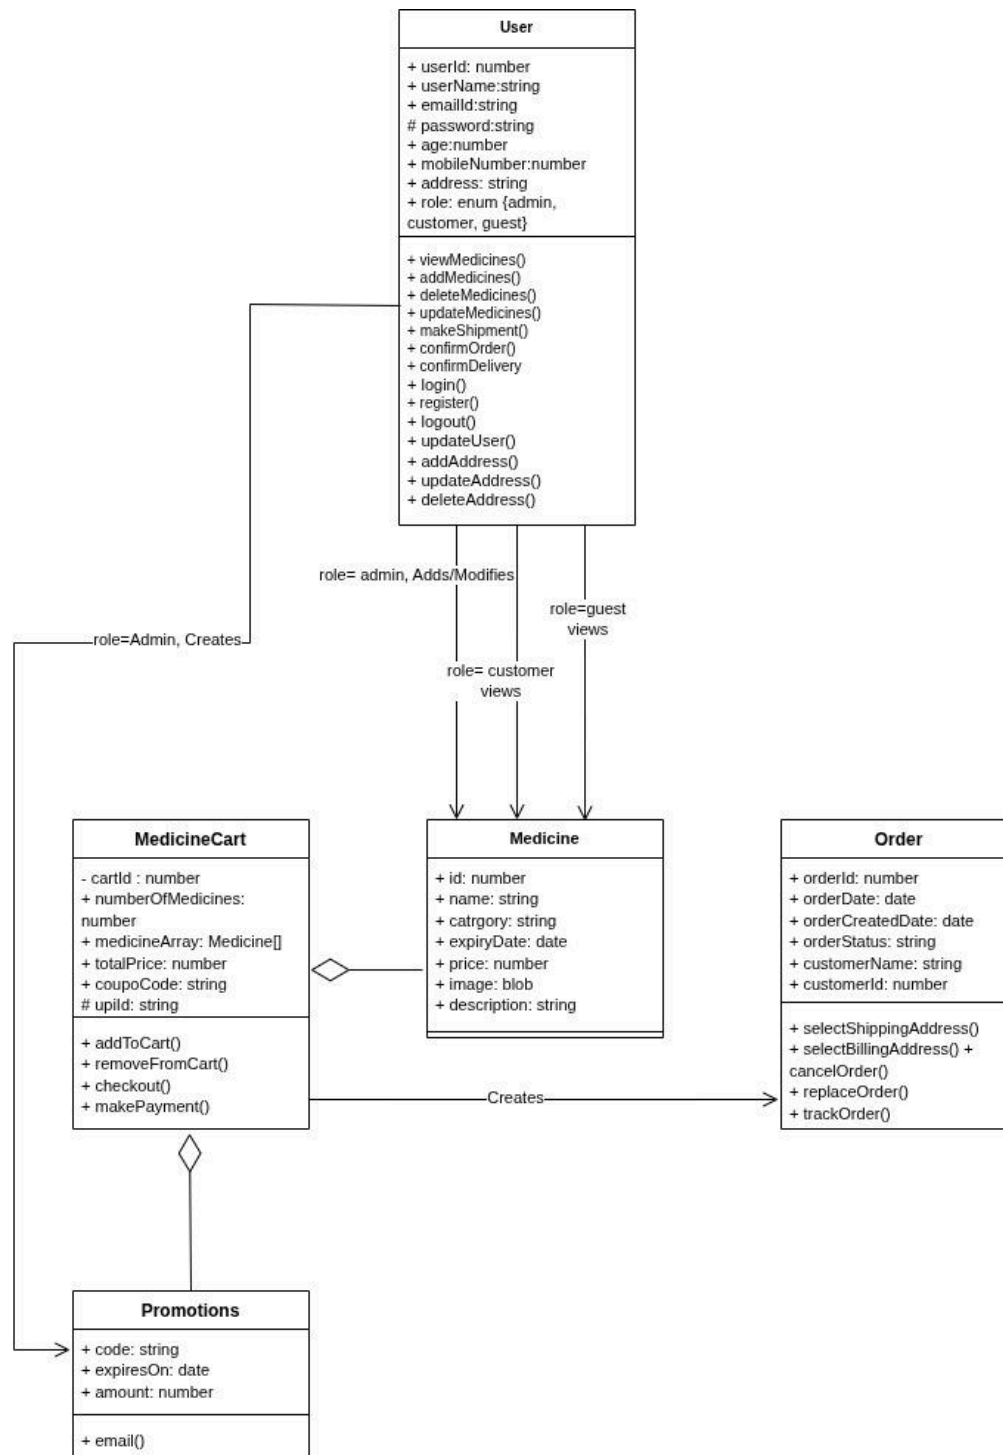 User
+ userId: number
+ userName:string
+ emailId:string
# password:string
+ age:number
+ mobileNumber:number
+ address: string
+ role: enum {admin,
customer, guest}
+ viewMedicines()
+ addMedicines()
+ deleteMedicines()
+ updateMedicines()
+ makeShipment()
+ confirmOrder()
+ confirmDelivery
+ login()
+ register()
+ logout()
+ updateUser()
+ addAddress()
+ updateAddress()
+ deleteAddress()
role= admin, Adds/Modifies
role=guest
views
role=Admin, Creates
role= customer
views
MedicineCart
- cartId : number
+ numberOfMedicines:
number
+ medicineArray: Medicine[]
+ totalPrice: number
+ coupoCode: string
# upiId: string
+ addToCart()
+ removeFromCart()
+ checkout()
+ makePayment()
Medicine
+ id: number
+ name: string
+ catrgory: string
+ expiryDate: date
+ price: number
+ image: blob
+ description: string
Order
+ orderId: number
+ orderDate: date
+ orderCreatedDate: date
+ orderStatus: string
+ customerName: string
+ customerId: number
+ selectShippingAddress()
+ selectBillingAddress() +
cancelOrder()
+ replaceOrder()
+ trackOrder()
Creates
Promotions
+ code: string
+ expiresOn: date
+ amount: number
+ email()